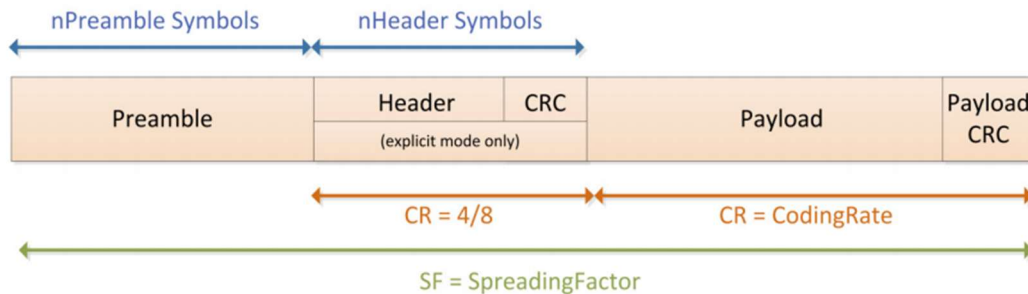 nPreamble Symbols
nHeader Symbols
Preamble
Header
CRC
(explicit mode only)
Payload
Payload
CRC
CR = 4/8
CR = CodingRate
SF = SpreadingFactor